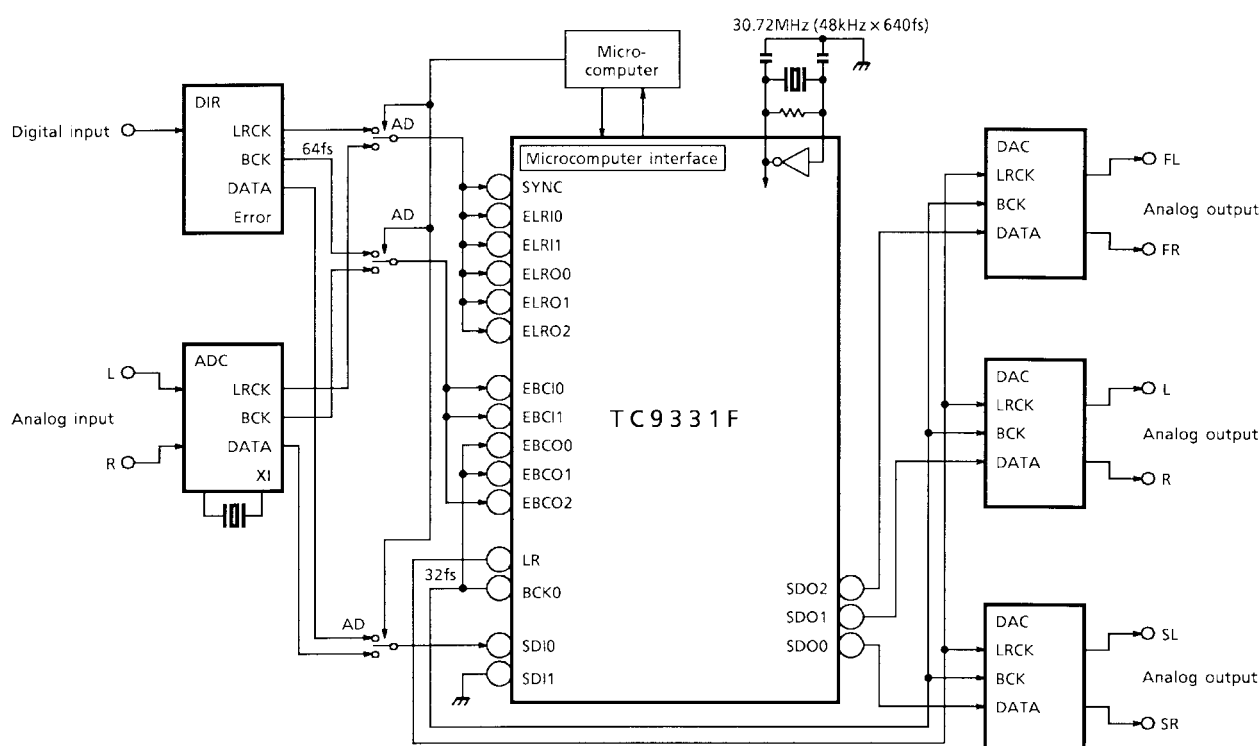 30.72MHz (48kHz × 640fs)
Micro-
computer
DIR
LRCK
BCK
DATA
Error
Digital input
64fs
AD
AD
ADC
LRCK
BCK
DATA
XI
L
Analog input
R
AD
Microcomputer interface
SYNC
ELRI0
ELRI1
ELRO0
ELRO1
ELRO2
EBCI0
EBCI1
EBCO0
EBCO1
EBCO2
LR
32fs
BCK0
SDI0
SDI1
TC9331F
SDO2
SDO1
SDO0
DAC
LRCK
BCK
DATA
FL
Analog output
FR
DAC
LRCK
BCK
DATA
L
Analog output
R
DAC
LRCK
BCK
DATA
SL
Analog output
SR